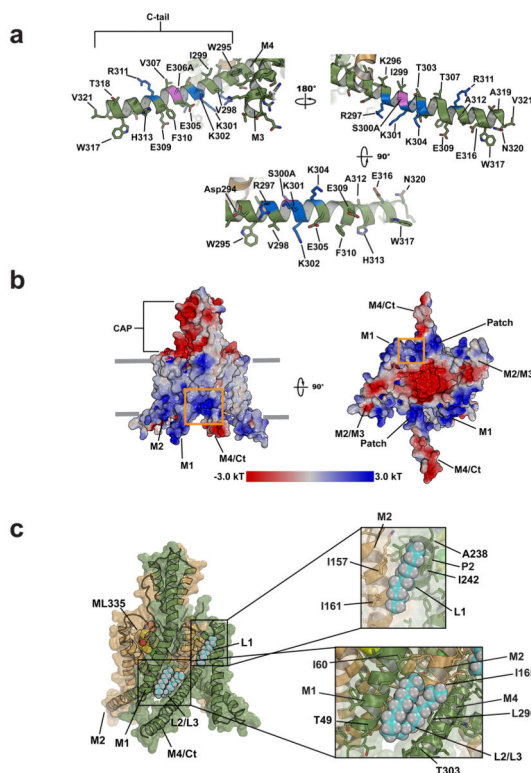 a
C-tail
W295
M4
I299
V307
E306A
R311
T318
V321
V298
K301
K302
M3
E305
F310
E309
H313
W317
180°
K296
I299
T303
T307
R311
A312
A319
V321
R297
S300A
K301
K304
E309
E316
N320
W317
90°
S300A
K304
R297
K301
A312
E316
N320
Asp294
E309
W295
V298
E305
F310
H313
W317
K302
b
CAP
M2
M1
M4/Ct
90°
M4/Ct
M1
Patch
M2/M3
M2/M3
Patch
M1
M4/Ct
-3.0 kT
3.0 kT
c
ML335
L1
M2
M1
L2/L3
M4/Ct
M2
I157
A238
P2
I242
I161
L1
I60
M2
M1
M4
T49
L2/L3
T303